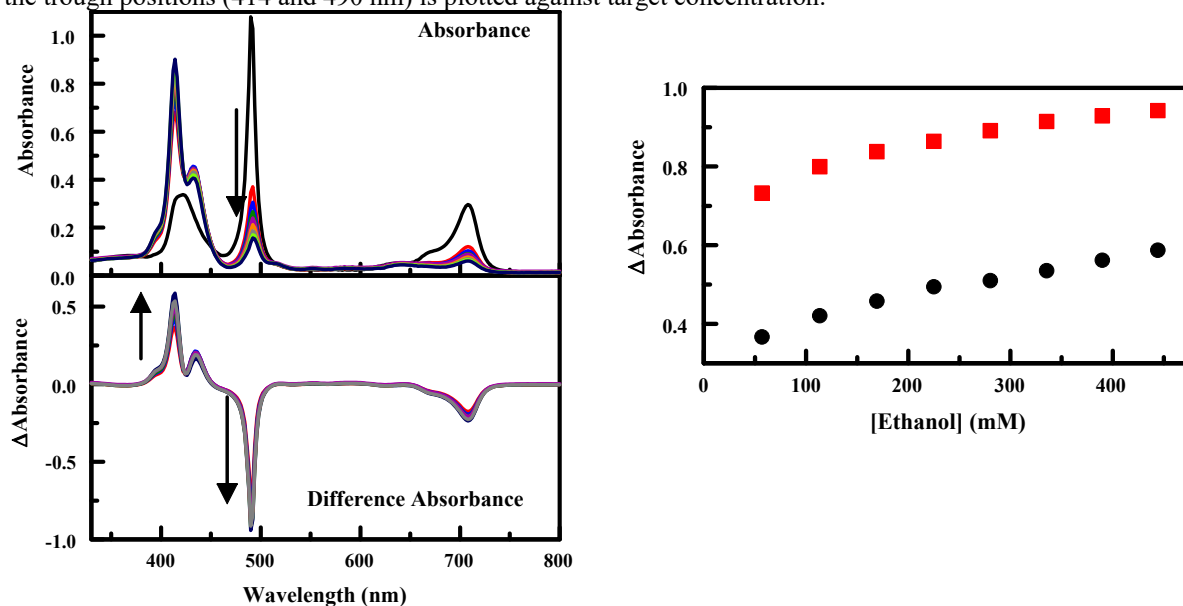 the trough positions (414 and 490 nm) is plotted against target concentration.
Absorbance
1.0
0.8
0.6
0.4
0.2
0.0
Absorbance
0.5
0.0
-0.5
-1.0
ΔAbsorbance
Difference Absorbance
400 500 600 700 800
Wavelength (nm)
1.0
0.8
0.6
0.4
ΔAbsorbance
0 100 200 300 400
[Ethanol] (mM)